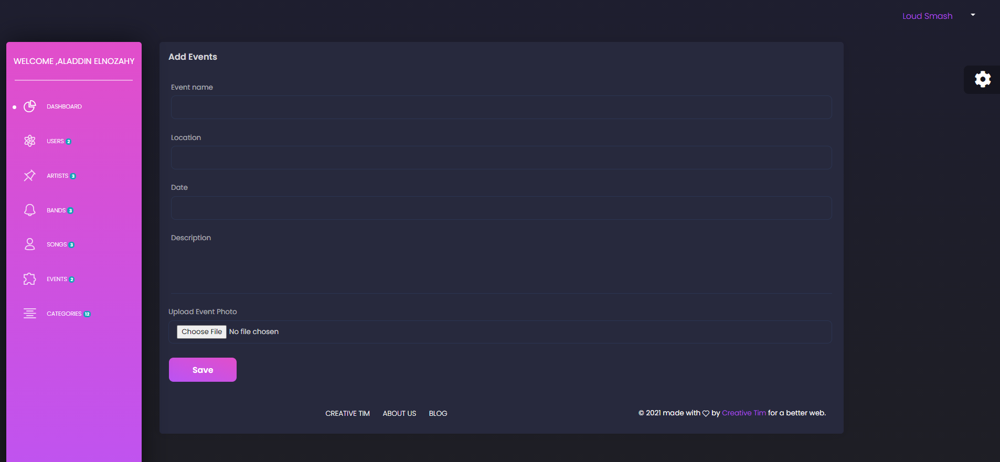 Loud Smash
WELCOME ,ALADDIN ELNOZAHY
DASHBOARD
USERS 2
ARTISTS 3
BANDS 3
SONGS 3
EVENTS 2
CATEGORIES 12
Add Events
Event name
Location
Date
Description
Upload Event Photo
Choose File No file chosen
Save
CREATIVE TIM ABOUT US BLOG
© 2021 made with ♡ by Creative Tim for a better web.